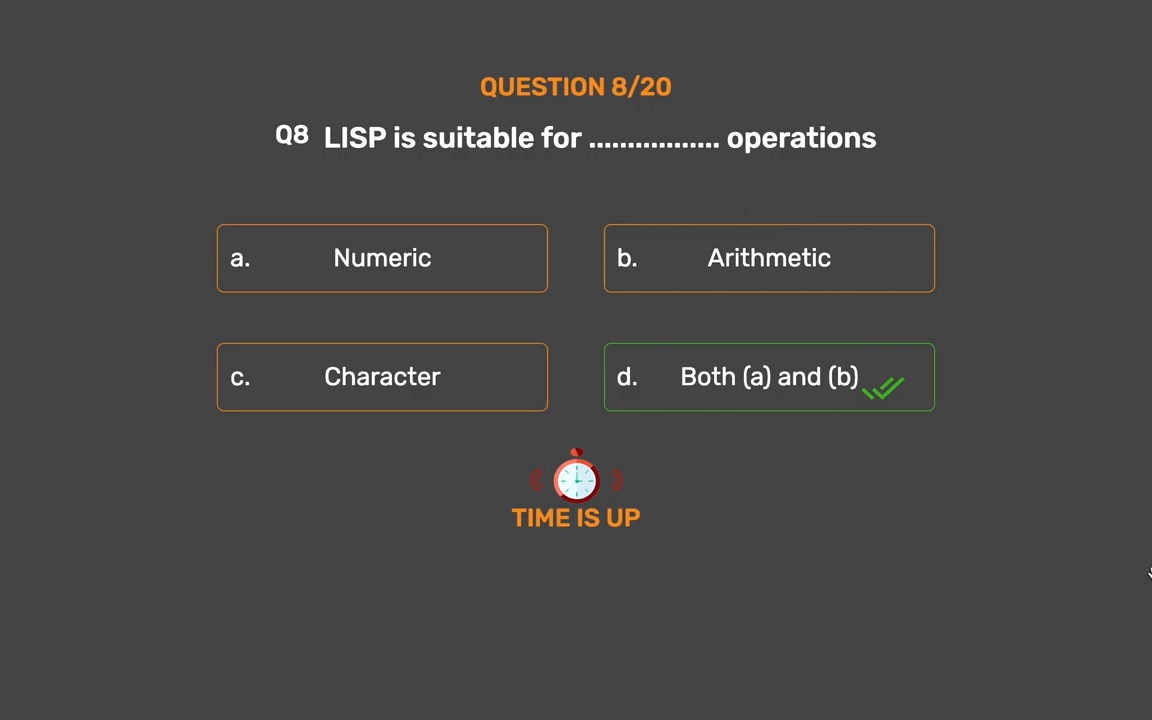 QUESTION 8/20
Q8 LISP is suitable for ................. operations
a. Numeric
b. Arithmetic
c. Character
d. Both (a) and (b)
TIME IS UP